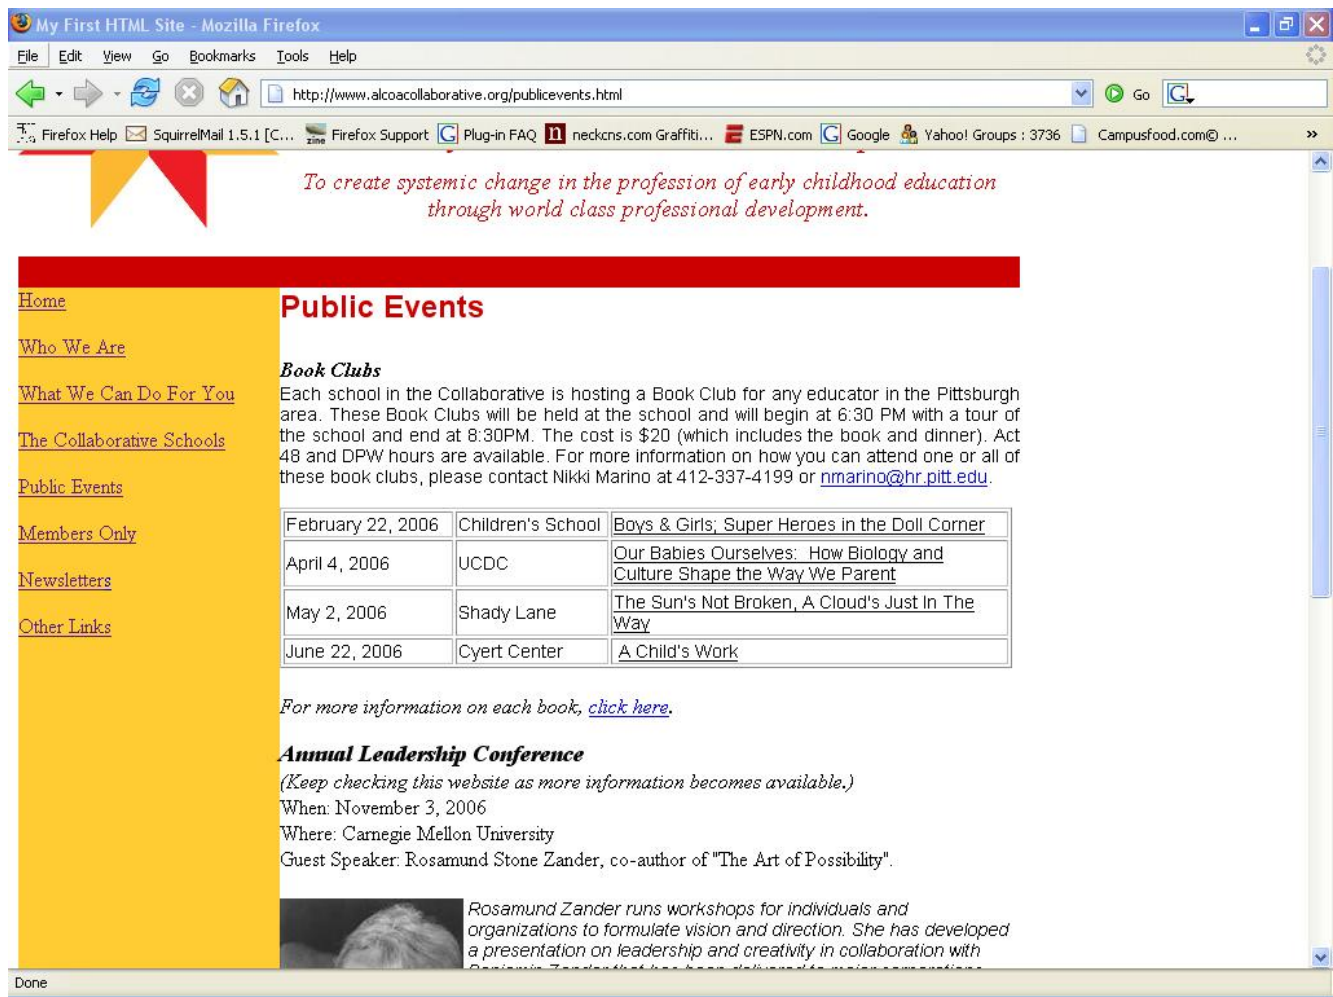 My First HTML Site - Mozilla Firefox
File Edit View Go Bookmarks Tools Help
http://www.alcoacollaborative.org/publicevents.html Go
Firefox Help SquirrelMail 1.5.1 [C... Firefox Support Plug-in FAQ neckcns.com Graffiti... ESPN.com Google Yahoo! Groups : 3736 Campusfood.com© ... »
To create systemic change in the profession of early childhood education
through world class professional development.
Home
Who We Are
What We Can Do For You
The Collaborative Schools
Public Events
Members Only
Newsletters
Other Links
Public Events
Book Clubs
Each school in the Collaborative is hosting a Book Club for any educator in the Pittsburgh
area. These Book Clubs will be held at the school and will begin at 6:30 PM with a tour of
the school and end at 8:30PM. The cost is $20 (which includes the book and dinner). Act
48 and DPW hours are available. For more information on how you can attend one or all of
these book clubs, please contact Nikki Marino at 412-337-4199 or nmarino@hr.pitt.edu.
February 22, 2006 Children's School Boys & Girls; Super Heroes in the Doll Corner
April 4, 2006 UCDC Our Babies Ourselves: How Biology and
Culture Shape the Way We Parent
May 2, 2006 Shady Lane The Sun's Not Broken, A Cloud's Just In The
Way
June 22, 2006 Cyert Center A Child's Work
For more information on each book, click here.
Annual Leadership Conference
(Keep checking this website as more information becomes available.)
When: November 3, 2006
Where: Carnegie Mellon University
Guest Speaker: Rosamund Stone Zander, co-author of "The Art of Possibility".
Rosamund Zander runs workshops for individuals and
organizations to formulate vision and direction. She has developed
a presentation on leadership and creativity in collaboration with
Done